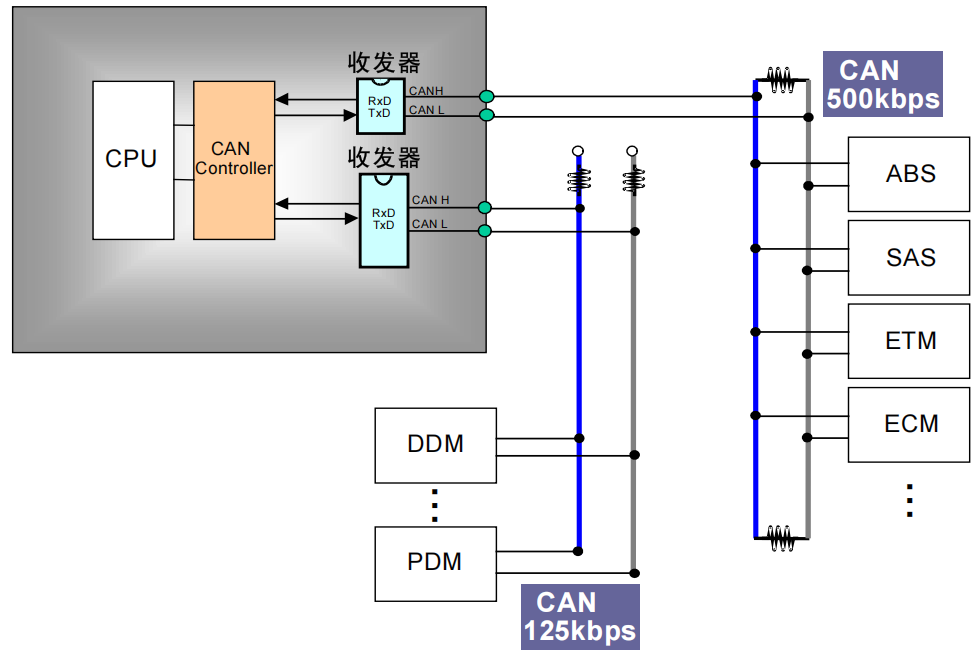 收发器
CPU
CAN
Controller
RxD
TxD
CANH
CAN L
收发器
RxD
TxD
CAN H
CAN L
CAN
500kbps
ABS
SAS
ETM
ECM
DDM
PDM
CAN
125kbps